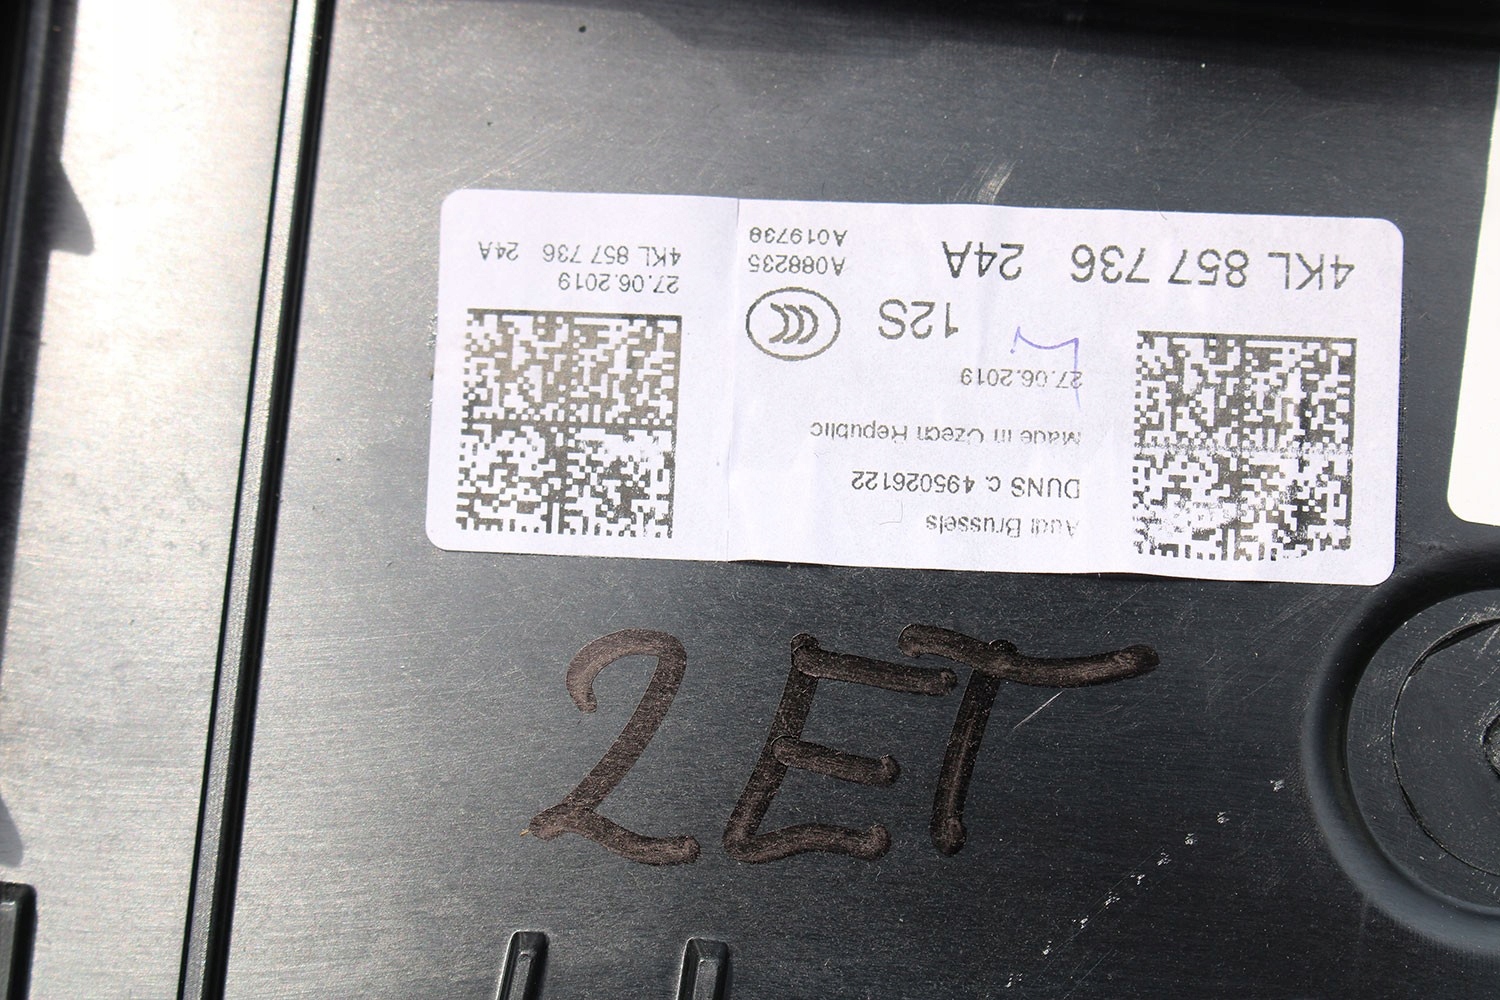 4KL 857 736 24A
12S
27.06.2019
Made in Czech Republic
DUNS c. 495026122
Audi Brussels
A088235
A019738
27.06.2019
4KL 857 736 24A
2ET